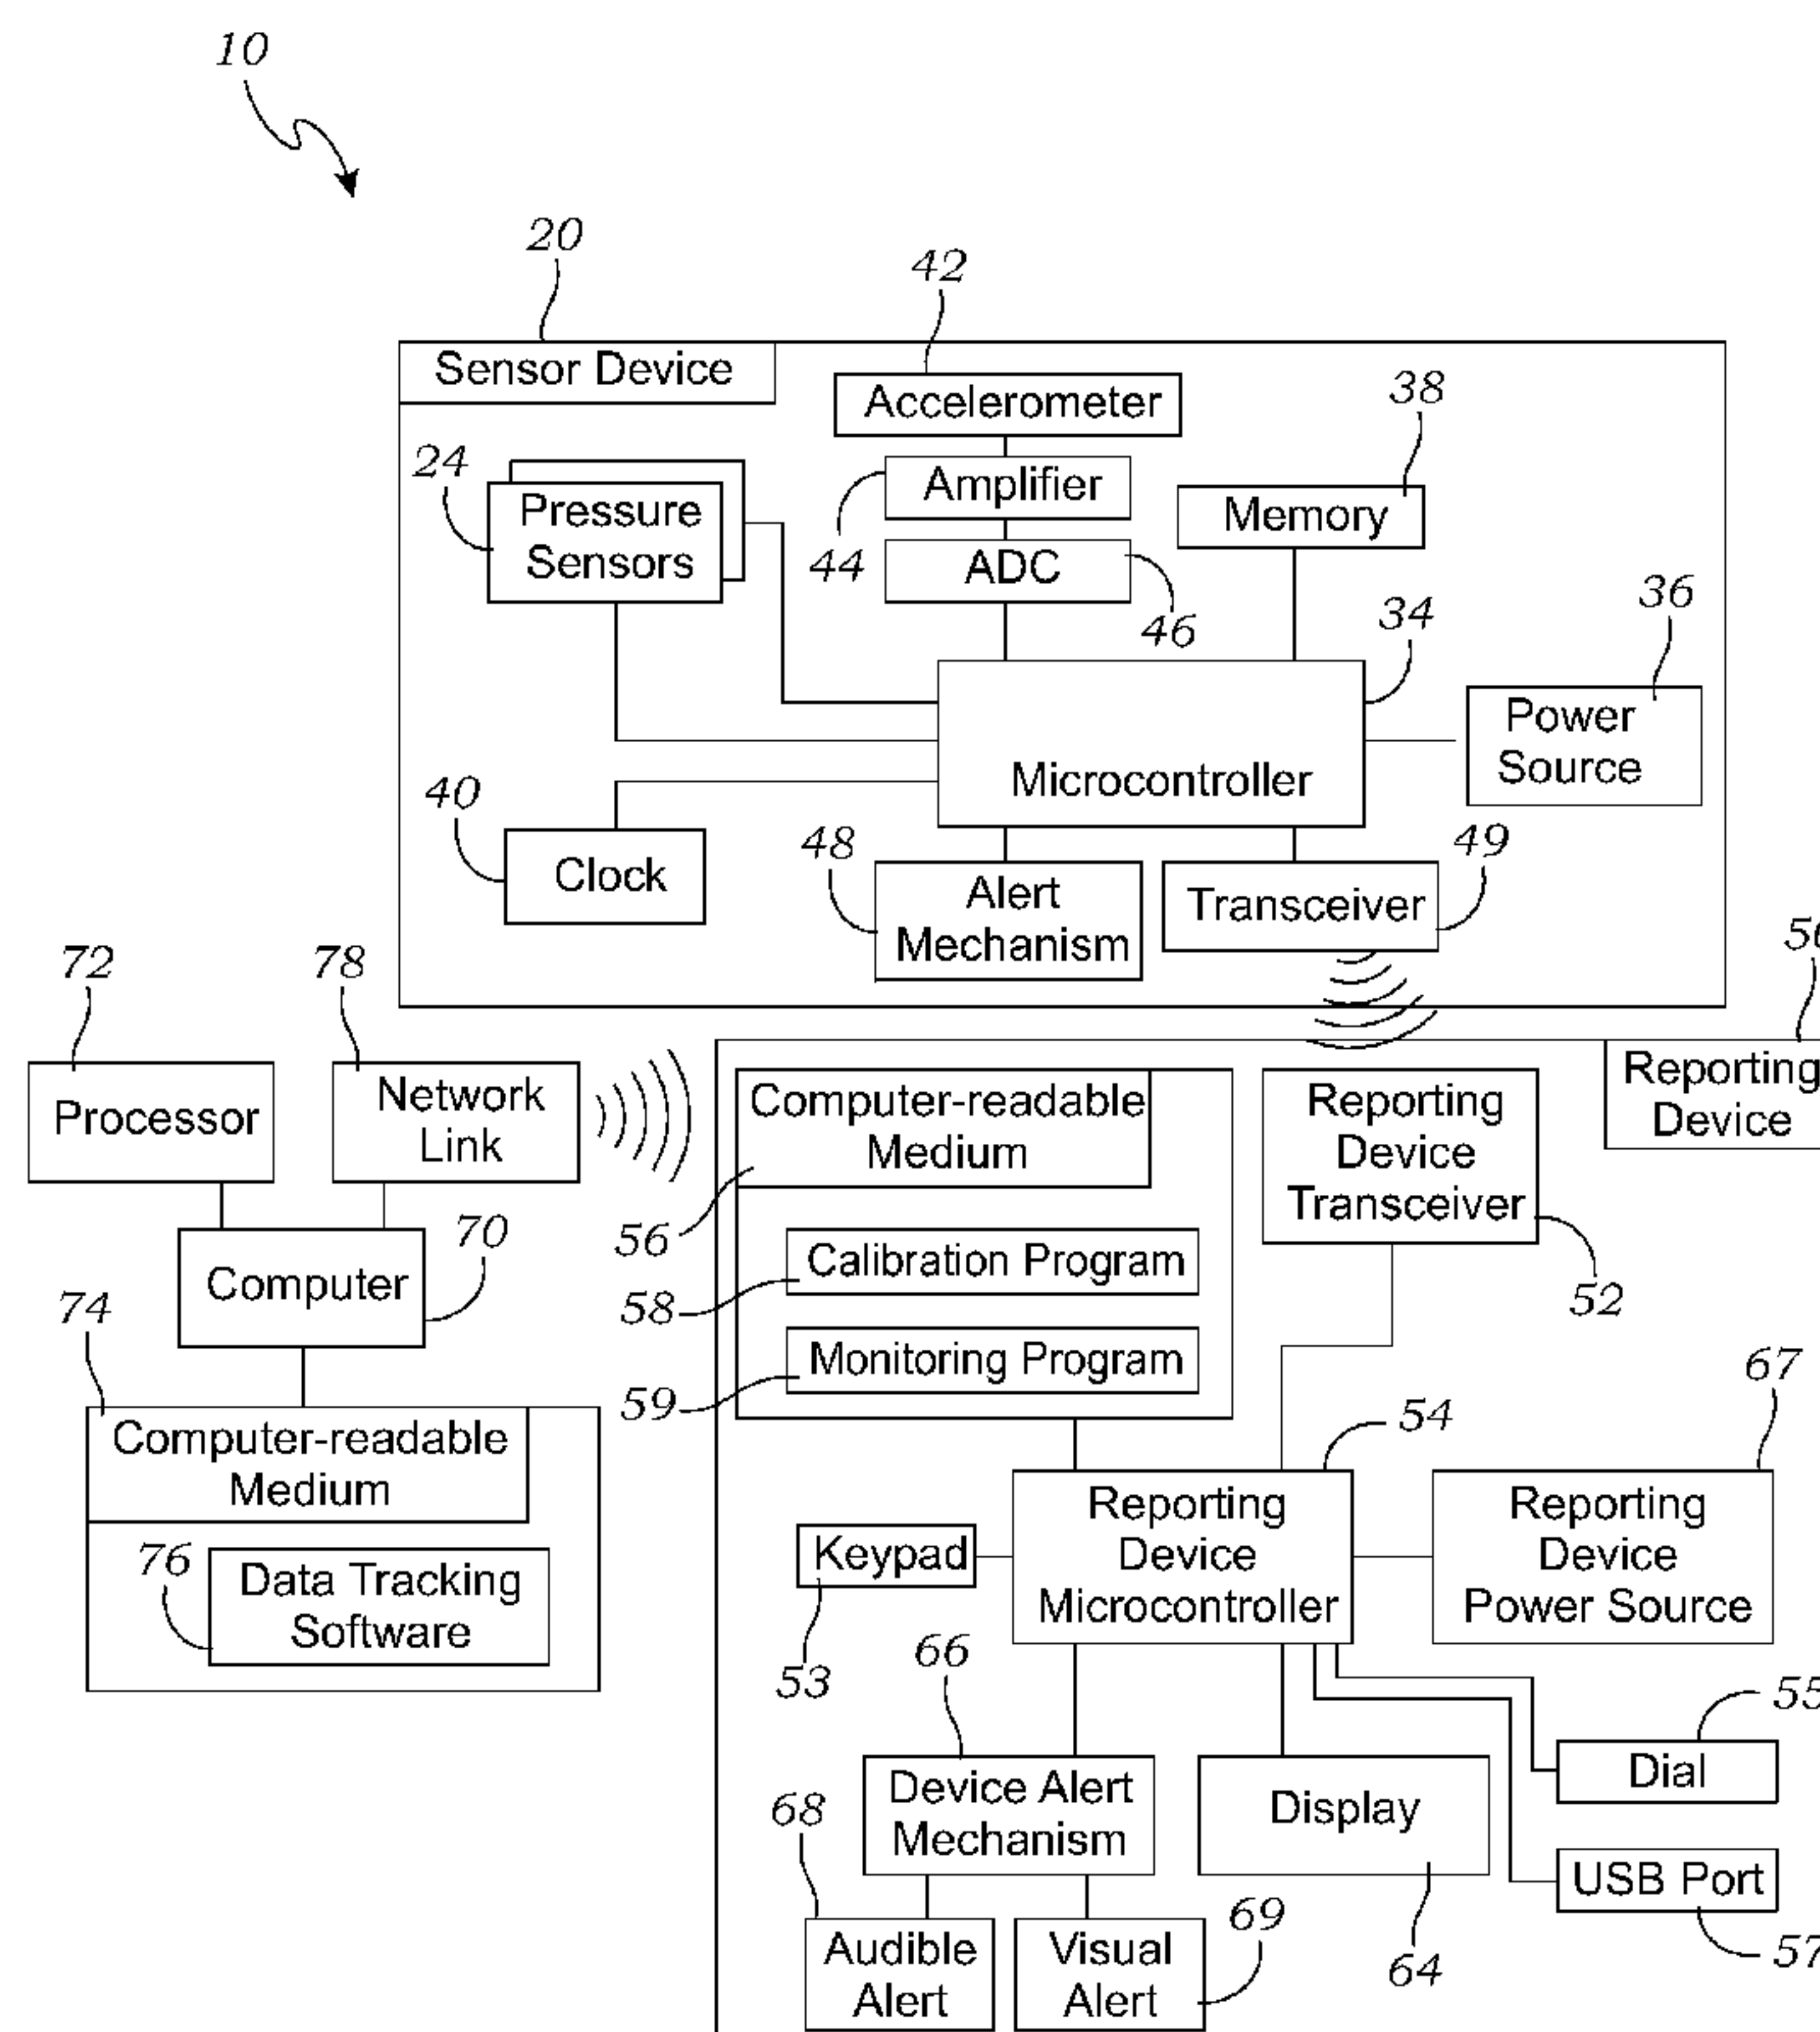 10
20
42
Sensor Device
Accelerometer
38
24
Amplifier
Pressure
Sensors
Memory
44
ADC
46
34
36
Power
Source
Microcontroller
40
48
49
Clock
Alert
Mechanism
Transceiver
72
78
Processor
Network
Link
Computer-readable
Medium
Reporting
Device
Transceiver
Reporting
Device
56
70
Calibration Program
Computer
58
52
74
Monitoring Program
59
67
54
Computer-readable
Medium
Reporting
Device
Microcontroller
Reporting
Device
Power Source
Keypad
76
Data Tracking
Software
53
66
55
Dial
Device Alert
Mechanism
Display
68
USB Port
69
64
57
Audible
Alert
Visual
Alert